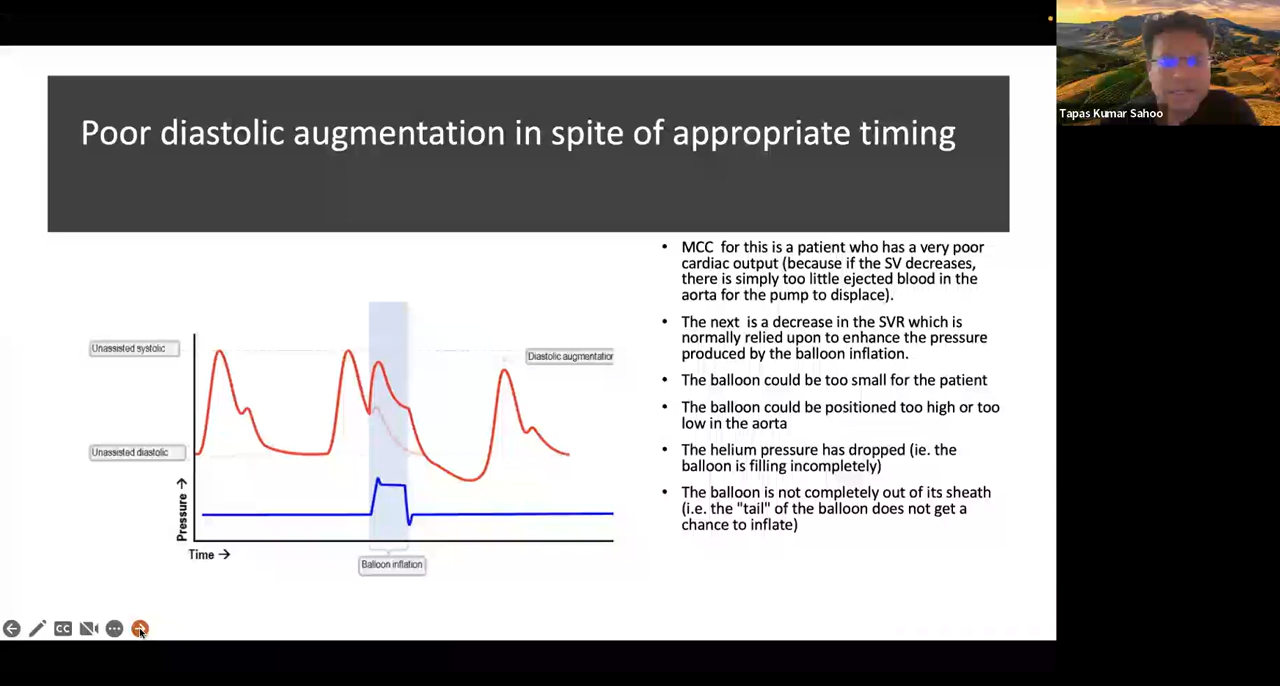 Tapas Kumar Sahoo
Poor diastolic augmentation in spite of appropriate timing
Unassisted systolic
Unassisted diastolic
Diastolic augmentation
Pressure →
Time →
Balloon inflation
• MCC for this is a patient who has a very poor
cardiac output (because if the SV decreases,
there is simply too little ejected blood in the
aorta for the pump to displace).
• The next is a decrease in the SVR which is
normally relied upon to enhance the pressure
produced by the balloon inflation.
• The balloon could be too small for the patient
• The balloon could be positioned too high or too
low in the aorta
• The helium pressure has dropped (ie. the
balloon is filling incompletely)
• The balloon is not completely out of its sheath
(i.e. the "tail" of the balloon does not get a
chance to inflate)
CC